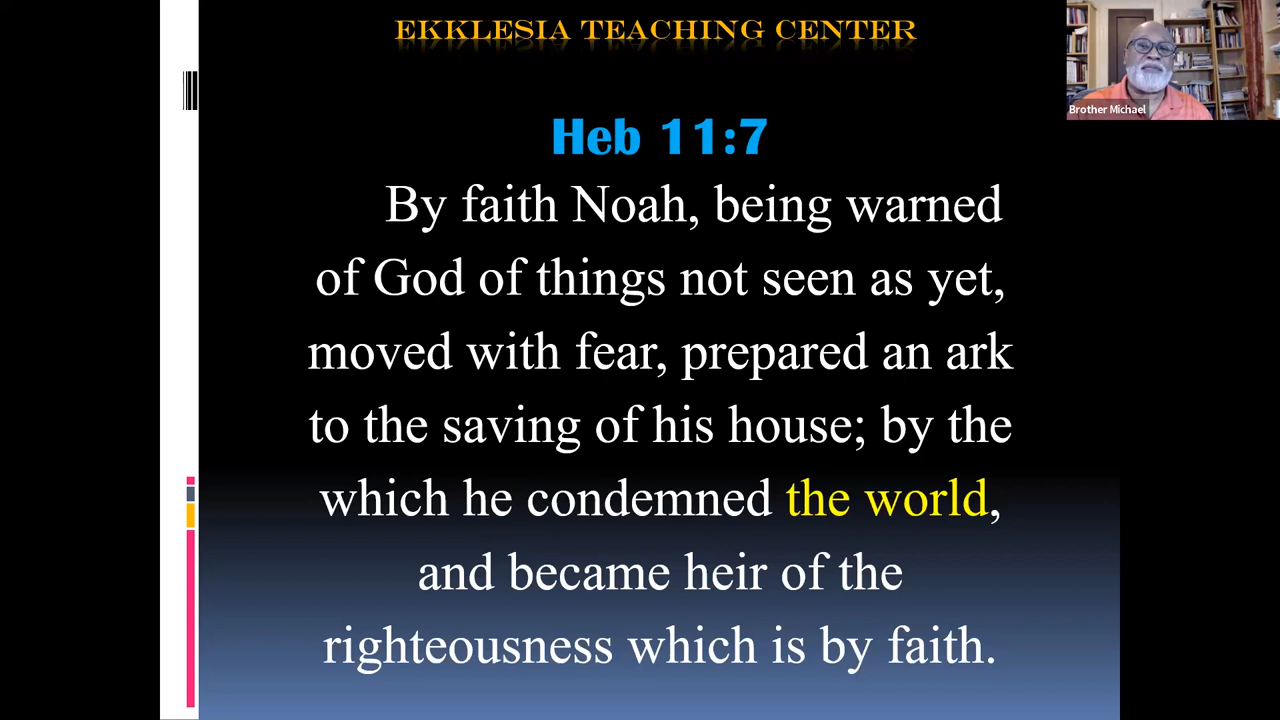 EKKLESIA TEACHING CENTER
Brother Michael
Heb 11:7
By faith Noah, being warned
of God of things not seen as yet,
moved with fear, prepared an ark
to the saving of his house; by the
which he condemned the world,
and became heir of the
righteousness which is by faith.